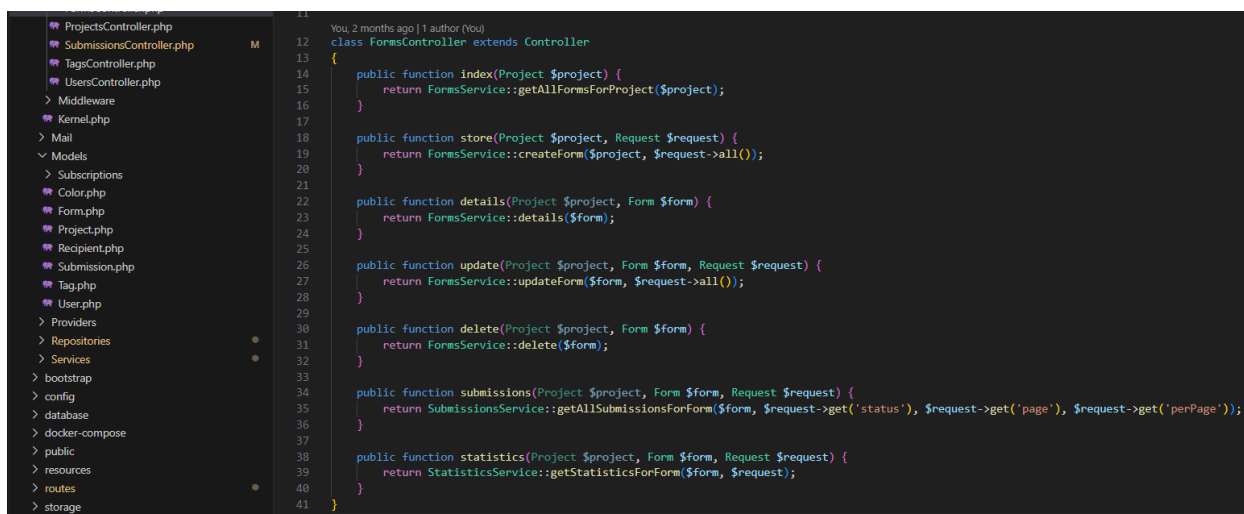 ProjectsController.php
SubmissionsController.php M
TagsController.php
UsersController.php
> Middleware
Kernel.php
> Mail
Models
> Subscriptions
Color.php
Form.php
Project.php
Recipient.php
Submission.php
Tag.php
User.php
> Providers
> Repositories
> Services
> bootstrap
> config
> database
> docker-compose
> public
> resources
> routes
> storage
11
You, 2 months ago | 1 author (You)
12 class FormsController extends Controller
13 {
14 public function index(Project $project) {
15 return FormsService::getAllFormsForProject($project);
16 }
17
18 public function store(Project $project, Request $request) {
19 return FormsService::createForm($project, $request->all());
20 }
21
22 public function details(Project $project, Form $form) {
23 return FormsService::details($form);
24 }
25
26 public function update(Project $project, Form $form, Request $request) {
27 return FormsService::updateForm($form, $request->all());
28 }
29
30 public function delete(Project $project, Form $form) {
31 return FormsService::delete($form);
32 }
33
34 public function submissions(Project $project, Form $form, Request $request) {
35 return SubmissionsService::getAllSubmissionsForForm($form, $request->get('status'), $request->get('page'), $request->get('perPage'));
36 }
37
38 public function statistics(Project $project, Form $form, Request $request) {
39 return StatisticsService::getStatisticsForForm($form, $request);
40 }
41 }